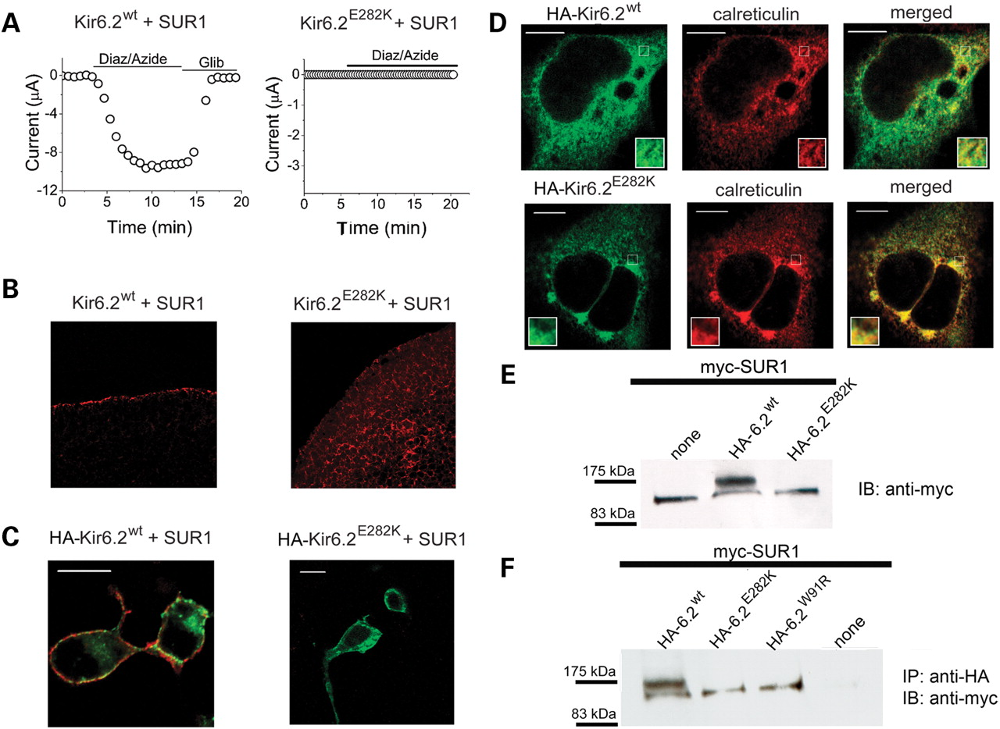 A
Kir6.2wt + SUR1
Kir6.2E282K + SUR1
Diaz/Azide
Glib
Diaz/Azide
Current (µA)
0
-4
-8
-12
0 5 10 15 20
Time (min)
Current (µA)
0
-1
-2
-3
0 5 10 15 20
Time (min)
B
Kir6.2wt + SUR1
Kir6.2E282K + SUR1
C
HA-Kir6.2wt + SUR1
HA-Kir6.2E282K + SUR1
D
HA-Kir6.2wt
calreticulin
merged
HA-Kir6.2E282K
calreticulin
merged
E
myc-SUR1
none
HA-6.2wt
HA-6.2E282K
175 kDa
83 kDa
IB: anti-myc
F
myc-SUR1
HA-6.2wt
HA-6.2E282K
HA-6.2W91R
none
175 kDa
83 kDa
IP: anti-HA
IB: anti-myc